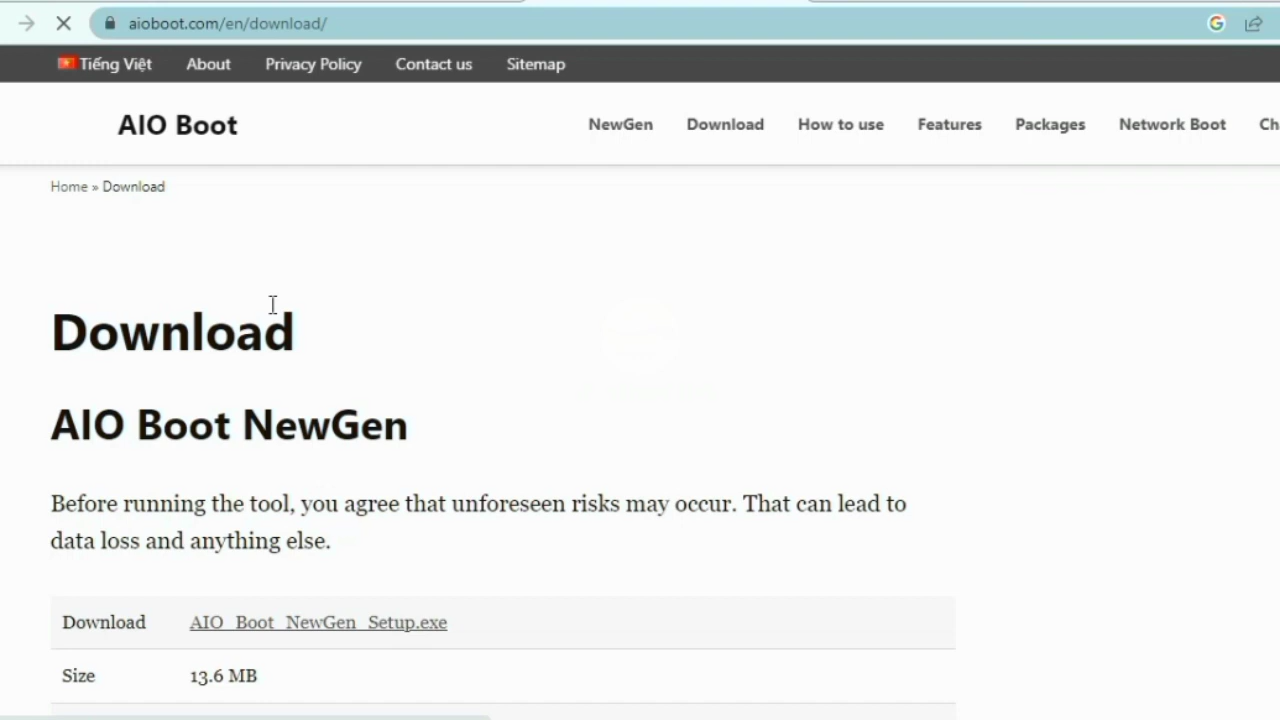 aioboot.com/en/download/
Tiếng Việt About Privacy Policy Contact us Sitemap
AIO Boot NewGen Download How to use Features Packages Network Boot Ch
Home » Download
Download
AIO Boot NewGen
Before running the tool, you agree that unforeseen risks may occur. That can lead to
data loss and anything else.
Download AIO_Boot_NewGen_Setup.exe
Size 13.6 MB